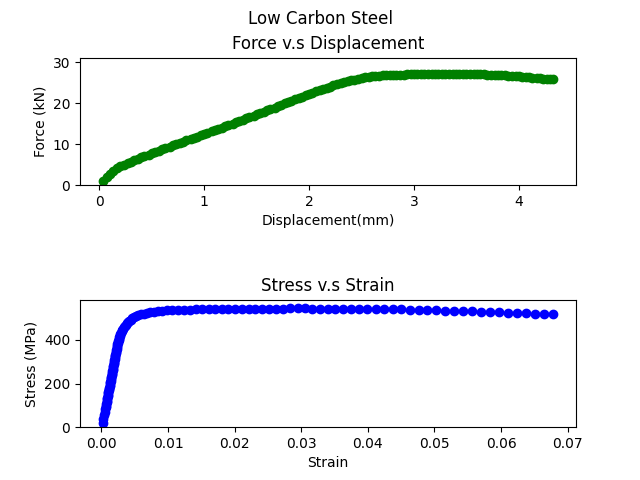 Low Carbon Steel
Force v.s Displacement
30
20
10
0
Force (kN)
0 1 2 3 4
Displacement(mm)
Stress v.s Strain
400
200
0
Stress (MPa)
0.00 0.01 0.02 0.03 0.04 0.05 0.06 0.07
Strain